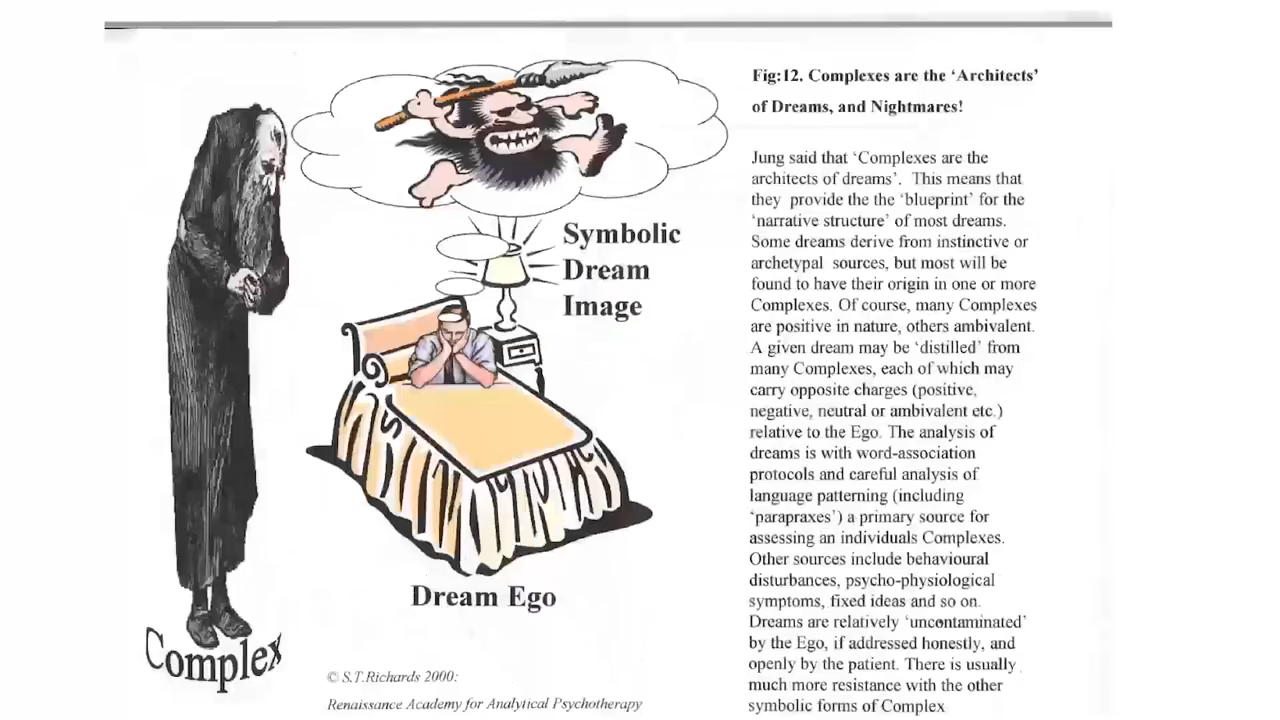 Fig:12. Complexes are the ‘Architects’
of Dreams, and Nightmares!
Jung said that ‘Complexes are the
architects of dreams’. This means that
they provide the the ‘blueprint’ for the
‘narrative structure’ of most dreams.
Some dreams derive from instinctive or
archetypal sources, but most will be
found to have their origin in one or more
Complexes. Of course, many Complexes
are positive in nature, others ambivalent.
A given dream may be ‘distilled’ from
many Complexes, each of which may
carry opposite charges (positive,
negative, neutral or ambivalent etc.)
relative to the Ego. The analysis of
dreams is with word-association
protocols and careful analysis of
language patterning (including
‘parapraxes’) a primary source for
assessing an individuals Complexes.
Other sources include behavioural
disturbances, psycho-physiological
symptoms, fixed ideas and so on.
Dreams are relatively ‘uncontaminated’
by the Ego, if addressed honestly, and
openly by the patient. There is usually
much more resistance with the other
symbolic forms of Complex
Symbolic
Dream
Image
Dream Ego
Complex
© S.T.Richards 2000:
Renaissance Academy for Analytical Psychotherapy